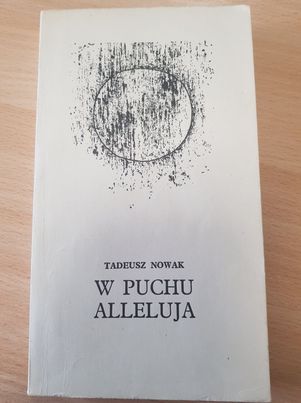 TADEUSZ NOWAK
W PUCHU
ALLELUJA